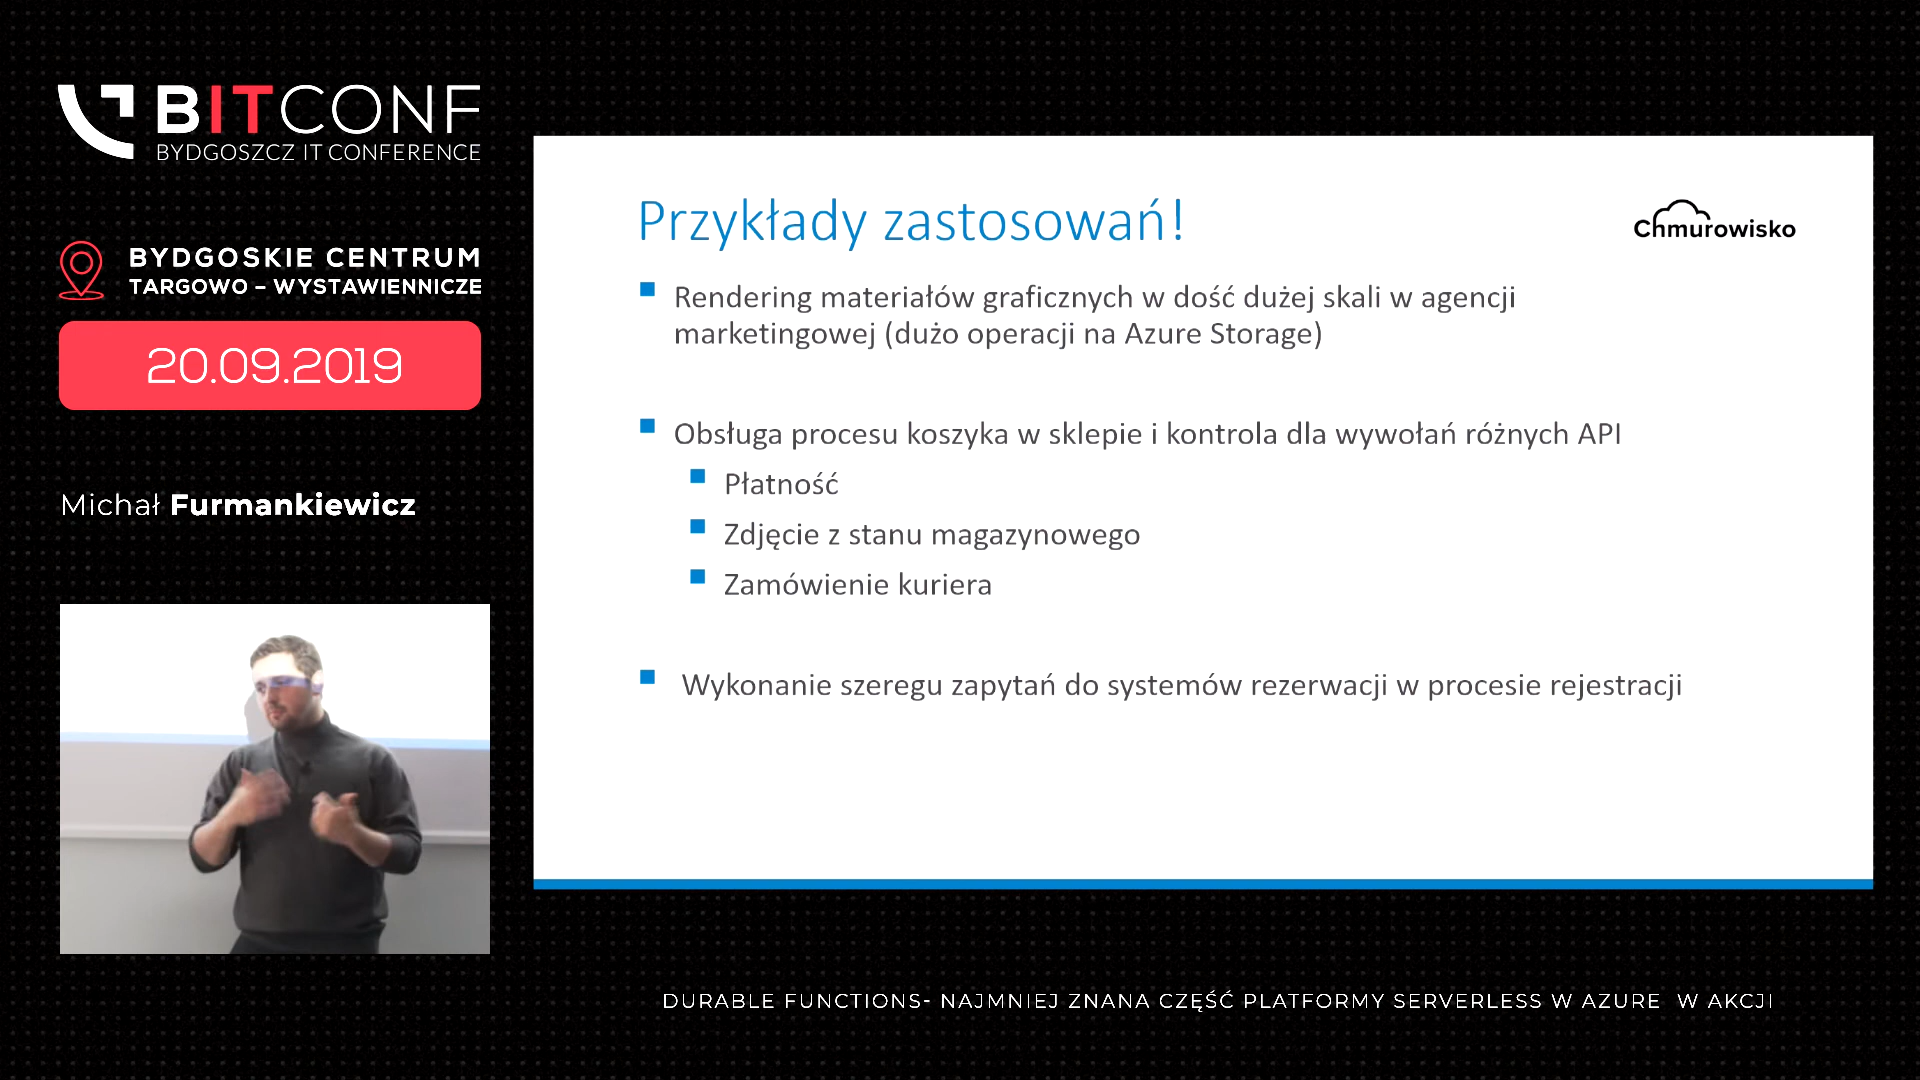 BITCONF
BYDGOSZCZ IT CONFERENCE
BYDGOSKIE CENTRUM
TARGOWO – WYSTAWIENNICZE
20.09.2019
Michał Furmankiewicz
Przykłady zastosowań!
Chmurowisko
Rendering materiałów graficznych w dość dużej skali w agencji
marketingowej (dużo operacji na Azure Storage)
Obsługa procesu koszyka w sklepie i kontrola dla wywołań różnych API
Płatność
Zdjęcie z stanu magazynowego
Zamówienie kuriera
Wykonanie szeregu zapytań do systemów rezerwacji w procesie rejestracji
DURABLE FUNCTIONS- NAJMNIEJ ZNANA CZĘŚĆ PLATFORMY SERVERLESS W AZURE W AKCJI